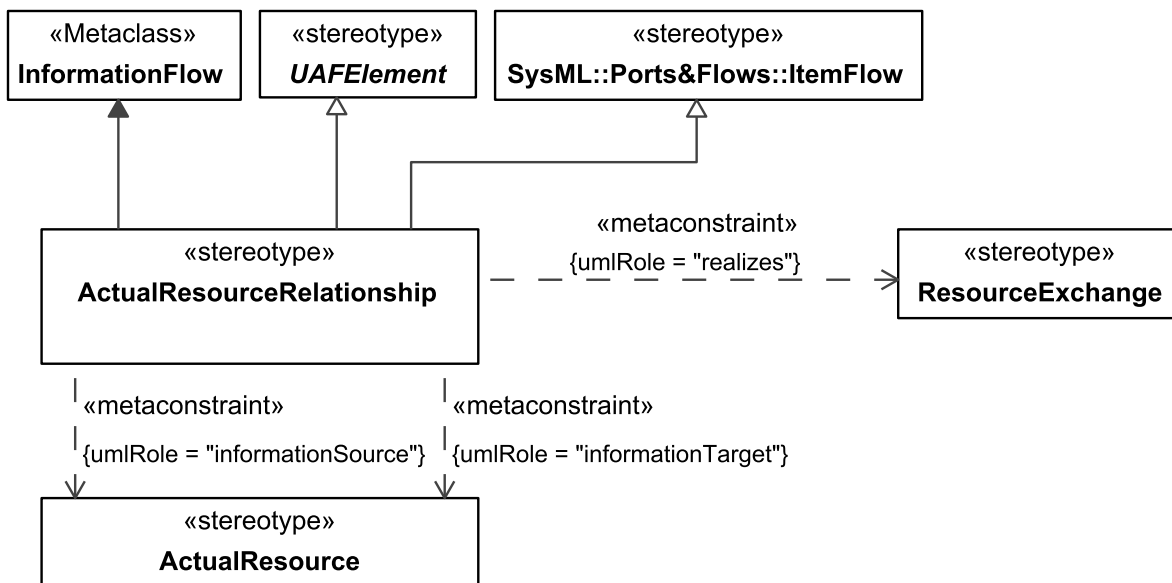 «Metaclass»
InformationFlow
«stereotype»
UAFElement
«stereotype»
SysML::Ports&Flows::ItemFlow
«stereotype»
ActualResourceRelationship
«metaconstraint»
{umlRole = "realizes"}
«stereotype»
ResourceExchange
«metaconstraint»
{umlRole = "informationSource"}
«metaconstraint»
{umlRole = "informationTarget"}
«stereotype»
ActualResource